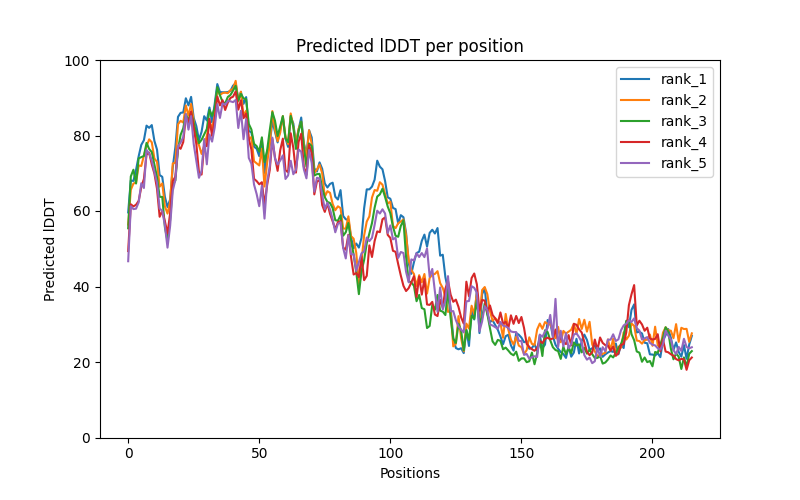 Predicted lDDT per position
100
80
60
40
20
0
Predicted lDDT
rank_1
rank_2
rank_3
rank_4
rank_5
0 50 100 150 200
Positions